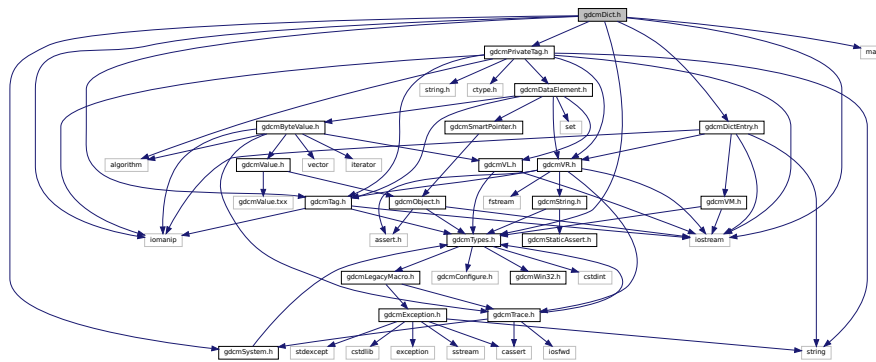 gdcmDict.h
gdcmPrivateTag.h
ma
string.h
ctype.h
gdcmDataElement.h
gdcmByteValue.h
gdcmSmartPointer.h
set
gdcmDictEntry.h
algorithm
gdcmValue.h
vector
iterator
gdcmVL.h
gdcmVR.h
gdcmValue.txx
gdcmTag.h
gdcmObject.h
fstream
gdcmString.h
gdcmVM.h
iomanip
assert.h
gdcmTypes.h
gdcmStaticAssert.h
iostream
gdcmLegacyMacro.h
gdcmConfigure.h
gdcmWin32.h
cstdint
gdcmException.h
gdcmTrace.h
gdcmSystem.h
stdexcept
cstdlib
exception
sstream
cassert
iosfwd
string